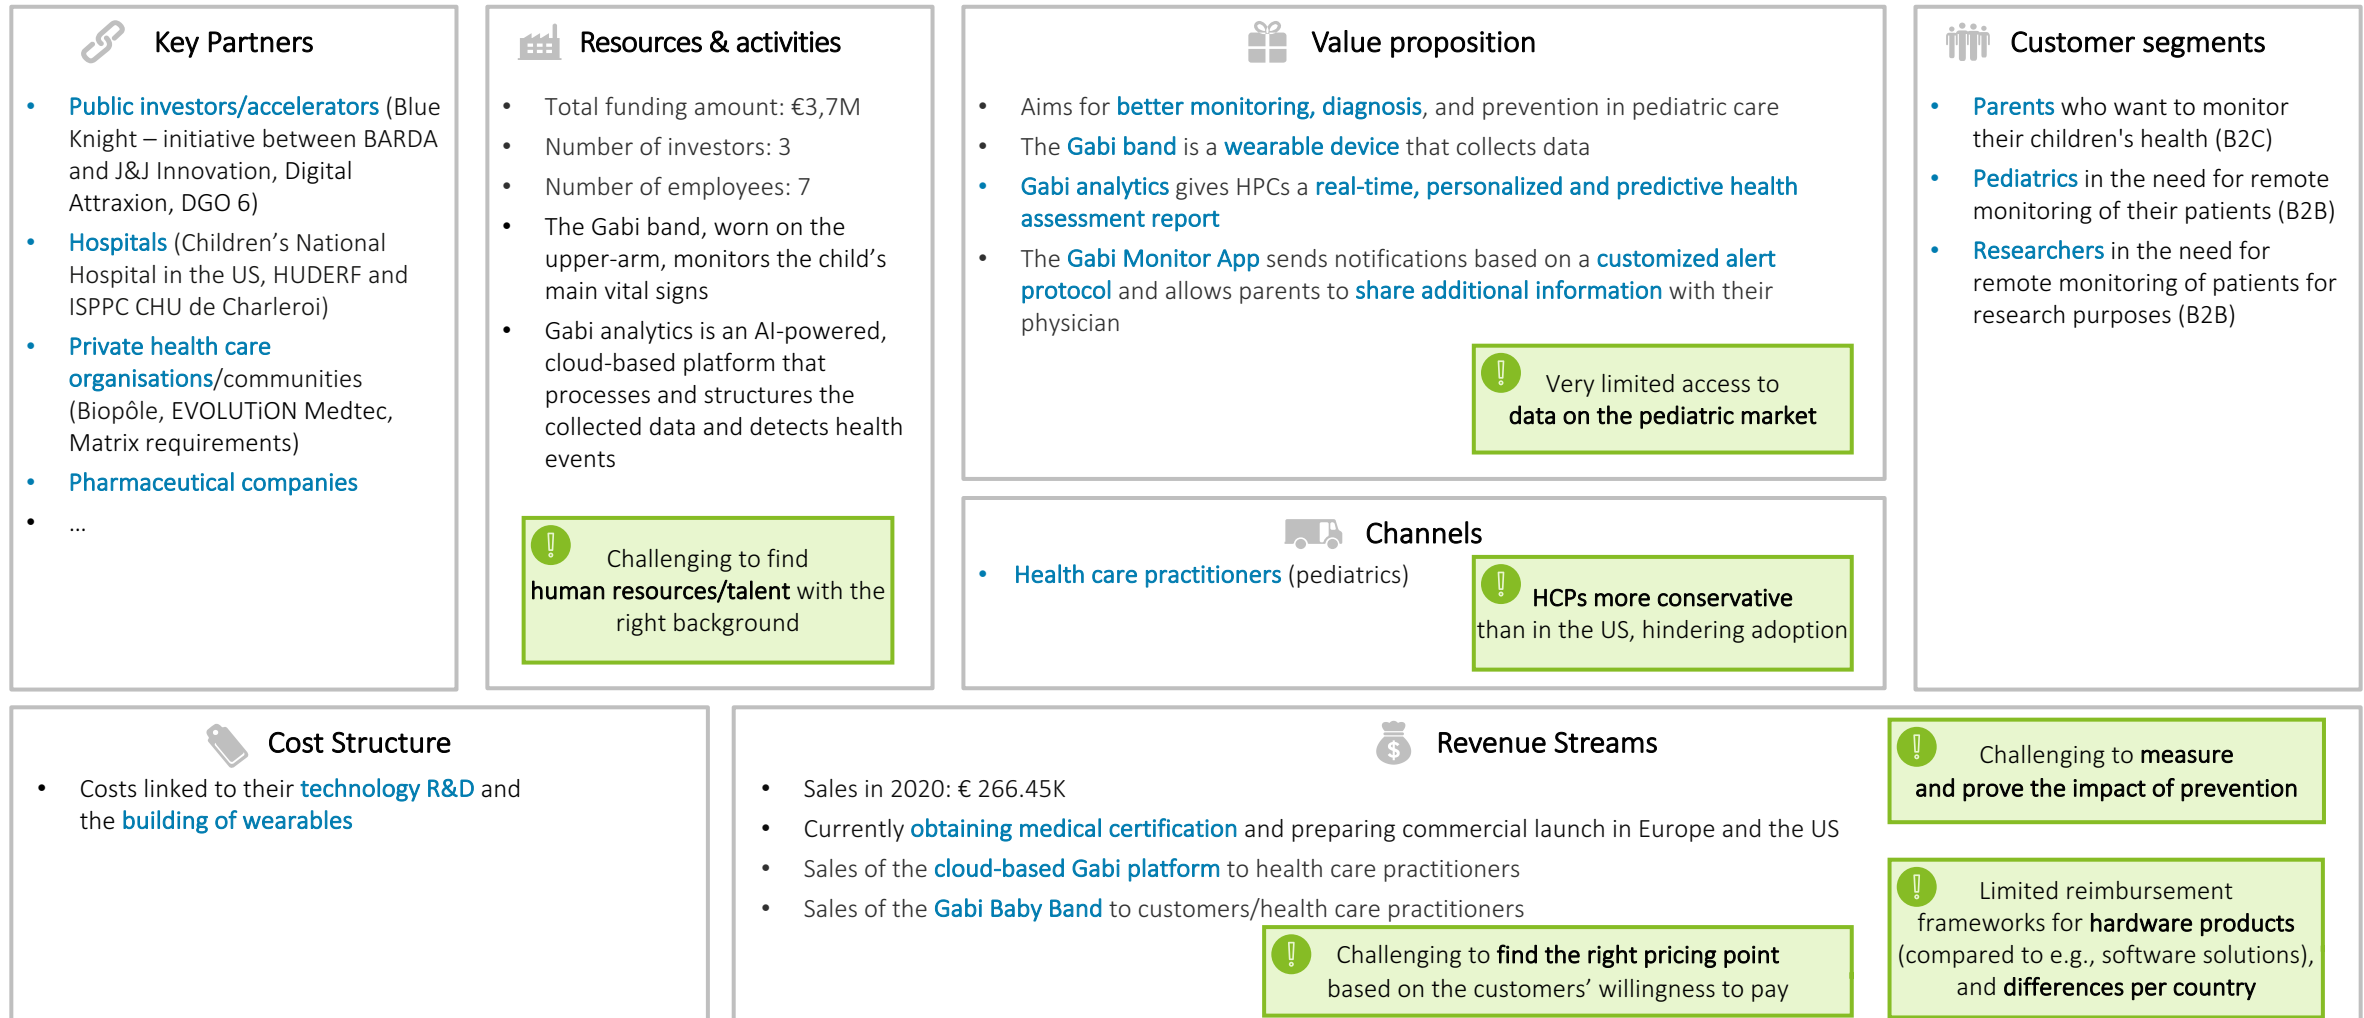 Key Partners
• Public investors/accelerators (Blue
Knight – initiative between BARDA
and J&J Innovation, Digital
Attraxion, DGO 6)
• Hospitals (Children’s National
Hospital in the US, HUDERF and
ISPPC CHU de Charleroi)
• Private health care
organisations/communities
(Biopôle, EVOLUTiON Medtec,
Matrix requirements)
• Pharmaceutical companies
• ...
Resources & activities
• Total funding amount: €3,7M
• Number of investors: 3
• Number of employees: 7
• The Gabi band, worn on the
upper-arm, monitors the child’s
main vital signs
• Gabi analytics is an AI-powered,
cloud-based platform that
processes and structures the
collected data and detects health
events
Challenging to find
human resources/talent with the
right background
Value proposition
• Aims for better monitoring, diagnosis, and prevention in pediatric care
• The Gabi band is a wearable device that collects data
• Gabi analytics gives HPCs a real-time, personalized and predictive health
assessment report
• The Gabi Monitor App sends notifications based on a customized alert
protocol and allows parents to share additional information with their
physician
Very limited access to
data on the pediatric market
Channels
• Health care practitioners (pediatrics)
HCPs more conservative
than in the US, hindering adoption
Customer segments
• Parents who want to monitor
their children's health (B2C)
• Pediatrics in the need for remote
monitoring of their patients (B2B)
• Researchers in the need for
remote monitoring of patients for
research purposes (B2B)
Cost Structure
• Costs linked to their technology R&D and
the building of wearables
Revenue Streams
• Sales in 2020: € 266.45K
• Currently obtaining medical certification and preparing commercial launch in Europe and the US
• Sales of the cloud-based Gabi platform to health care practitioners
• Sales of the Gabi Baby Band to customers/health care practitioners
Challenging to find the right pricing point
based on the customers’ willingness to pay
Challenging to measure
and prove the impact of prevention
Limited reimbursement
frameworks for hardware products
(compared to e.g., software solutions),
and differences per country